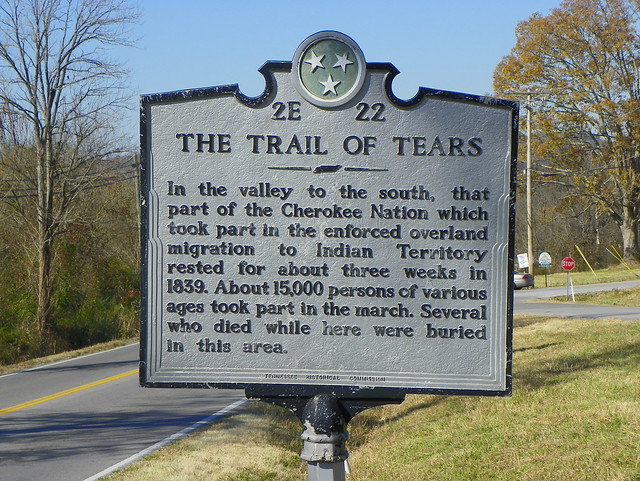 2E 22
THE TRAIL OF TEARS
In the valley to the south, that
part of the Cherokee Nation which
took part in the enforced overland
migration to Indian Territory
rested for about three weeks in
1839. About 15,000 persons of various
ages took part in the march. Several
who died while here were buried
in this area.
TENNESSEE HISTORICAL COMMISSION
STOP